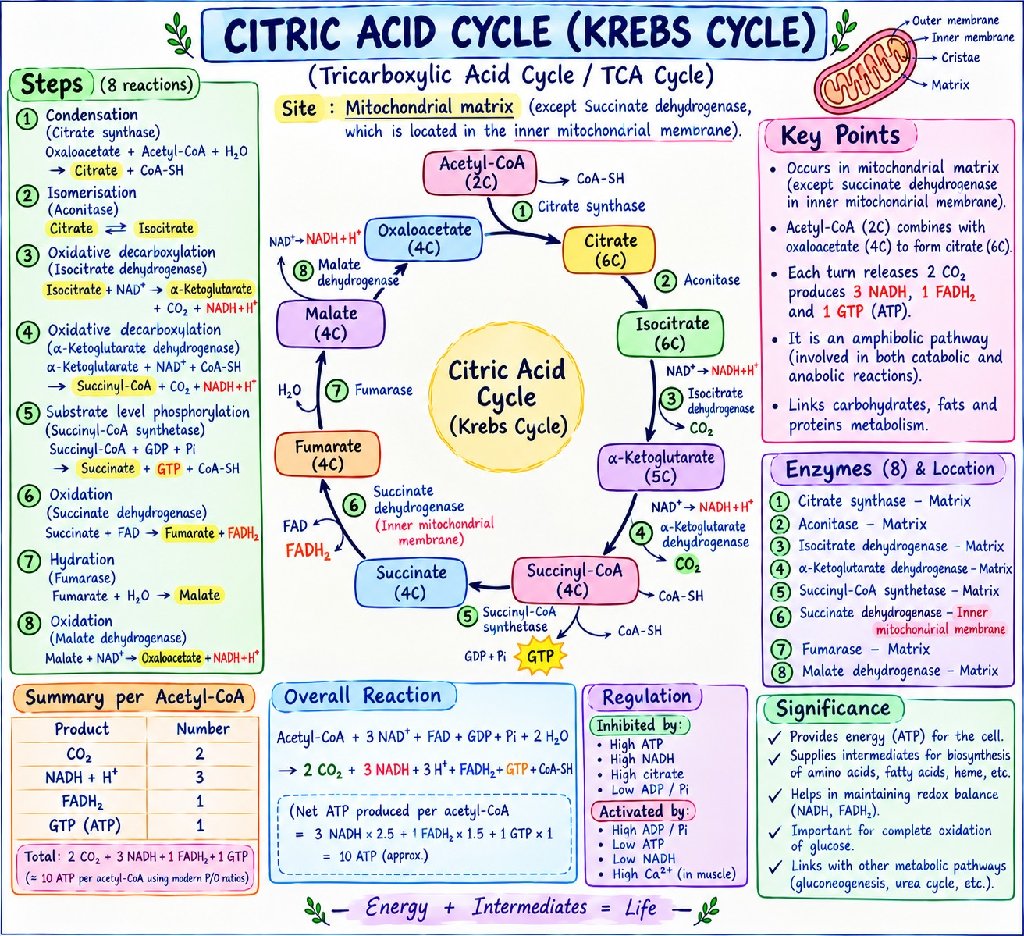 CITRIC ACID CYCLE (KREBS CYCLE)
(Tricarboxylic Acid Cycle / TCA Cycle)
Site : Mitochondrial matrix (except Succinate dehydrogenase,
which is located in the inner mitochondrial membrane).
Outer membrane
Inner membrane
Cristae
Matrix
Steps (8 reactions)
1 Condensation
(Citrate synthase)
Oxaloacetate + Acetyl-CoA + H₂O
→ Citrate + CoA-SH
2 Isomerisation
(Aconitase)
Citrate ⇌ Isocitrate
3 Oxidative decarboxylation
(Isocitrate dehydrogenase)
Isocitrate + NAD⁺ → α-Ketoglutarate
+ CO₂ + NADH+H⁺
4 Oxidative decarboxylation
(α-Ketoglutarate dehydrogenase)
α-Ketoglutarate + NAD⁺ + CoA-SH
→ Succinyl-CoA + CO₂ + NADH+H⁺
5 Substrate level phosphorylation
(Succinyl-CoA synthetase)
Succinyl-CoA + GDP + Pi
→ Succinate + GTP + CoA-SH
6 Oxidation
(Succinate dehydrogenase)
Succinate + FAD → Fumarate + FADH₂
7 Hydration
(Fumarase)
Fumarate + H₂O → Malate
8 Oxidation
(Malate dehydrogenase)
Malate + NAD⁺ → Oxaloacetate + NADH+H⁺
Acetyl-CoA
(2C)
CoA-SH
1 Citrate synthase
Oxaloacetate
(4C)
Citrate
(6C)
2 Aconitase
Isocitrate
(6C)
NAD⁺ → NADH+H⁺
3 Isocitrate
dehydrogenase
CO₂
α-Ketoglutarate
(5C)
NAD⁺ → NADH+H⁺
4 α-Ketoglutarate
dehydrogenase
CO₂
Succinyl-CoA
(4C)
CoA-SH
5 Succinyl-CoA
synthetase
CoA-SH
GDP + Pi
GTP
Succinate
(4C)
6 Succinate
dehydrogenase
(Inner mitochondrial
membrane)
FAD
FADH₂
Fumarate
(4C)
7 Fumarase
H₂O
Malate
(4C)
8 Malate
dehydrogenase
NAD⁺ → NADH+H⁺
Citric Acid
Cycle
(Krebs Cycle)
Key Points
• Occurs in mitochondrial matrix
(except succinate dehydrogenase
in inner mitochondrial membrane).
• Acetyl-CoA (2C) combines with
oxaloacetate (4C) to form citrate (6C).
• Each turn releases 2 CO₂
produces 3 NADH, 1 FADH₂
and 1 GTP (ATP).
• It is an amphibolic pathway
(involved in both catabolic and
anabolic reactions).
• Links carbohydrates, fats and
proteins metabolism.
Enzymes (8) & Location
1 Citrate synthase – Matrix
2 Aconitase – Matrix
3 Isocitrate dehydrogenase – Matrix
4 α-Ketoglutarate dehydrogenase – Matrix
5 Succinyl-CoA synthetase – Matrix
6 Succinate dehydrogenase – Inner
mitochondrial membrane
7 Fumarase – Matrix
8 Malate dehydrogenase – Matrix
Summary per Acetyl-CoA
Product Number
CO₂ 2
NADH + H⁺ 3
FADH₂ 1
GTP (ATP) 1
Total: 2 CO₂ + 3 NADH + 1 FADH₂ + 1 GTP
(≈ 10 ATP per acetyl-CoA using modern P/O ratios)
Overall Reaction
Acetyl-CoA + 3 NAD⁺ + FAD + GDP + Pi + 2 H₂O
→ 2 CO₂ + 3 NADH + 3 H⁺ + FADH₂ + GTP + CoA-SH
(Net ATP produced per acetyl-CoA
= 3 NADH × 2.5 + 1 FADH₂ × 1.5 + 1 GTP × 1
= 10 ATP (approx.)
Regulation
Inhibited by:
• High ATP
• High NADH
• High citrate
• Low ADP / Pi
Activated by:
• High ADP / Pi
• Low ATP
• Low NADH
• High Ca²⁺ (in muscle)
Significance
✓ Provides energy (ATP) for the cell.
✓ Supplies intermediates for biosynthesis
of amino acids, fatty acids, heme, etc.
✓ Helps in maintaining redox balance
(NADH, FADH₂).
✓ Important for complete oxidation
of glucose.
✓ Links with other metabolic pathways
(gluconeogenesis, urea cycle, etc.).
Energy + Intermediates = Life